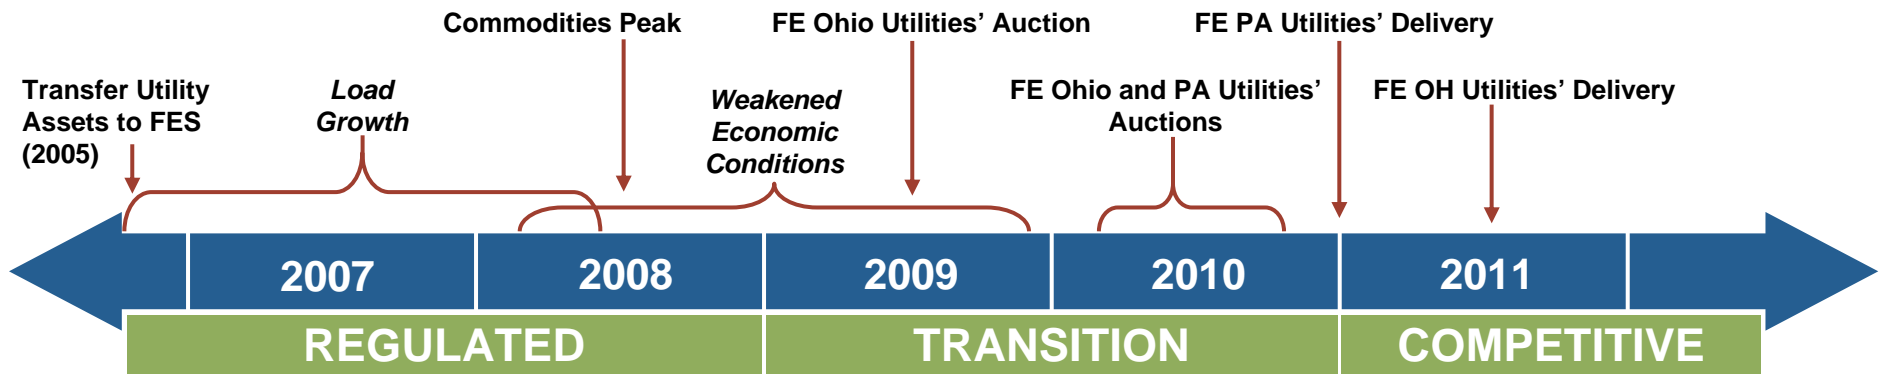 Commodities Peak
FE Ohio Utilities’ Auction
FE PA Utilities’ Delivery
Transfer Utility
Assets to FES
(2005)
Load
Growth
Weakened
Economic
Conditions
FE Ohio and PA Utilities’
Auctions
FE OH Utilities’ Delivery
2007
2008
2009
2010
2011
REGULATED
TRANSITION
COMPETITIVE